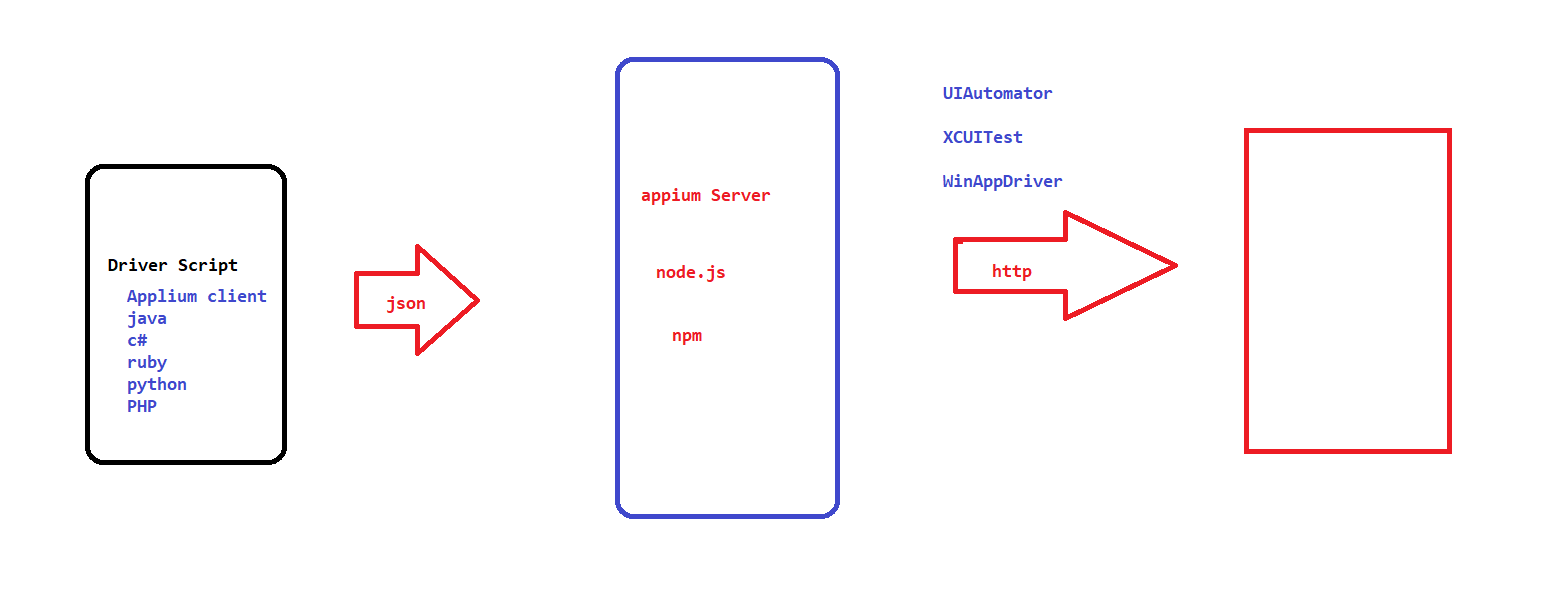 Driver Script
Applium client
java
c#
ruby
python
PHP
json
appium Server
node.js
npm
UIAutomator
XCUITest
WinAppDriver
http